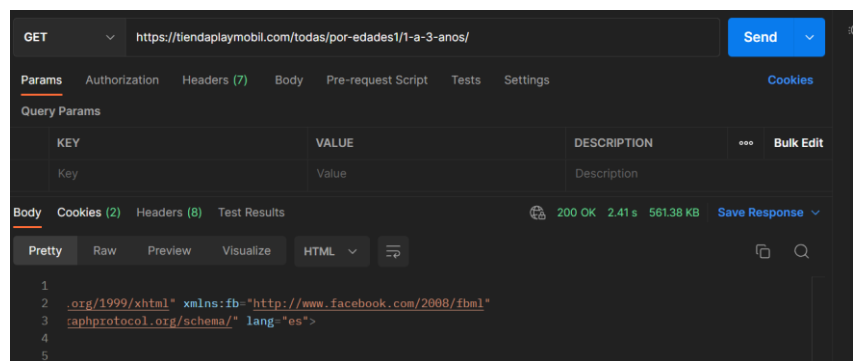 GET https://tiendaplaymobil.com/todas/por-edades1/1-a-3-anos/ Send
Params Authorization Headers (7) Body Pre-request Script Tests Settings Cookies
Query Params
KEY VALUE DESCRIPTION ooo Bulk Edit
Key Value Description
Body Cookies (2) Headers (8) Test Results 200 OK 2.41 s 561.38 KB Save Response
Pretty Raw Preview Visualize HTML
1
2 .org/1999/xhtml" xmlns:fb="http://www.facebook.com/2008/fbml"
3 raphprotocol.org/schema/" lang="es">
4
5